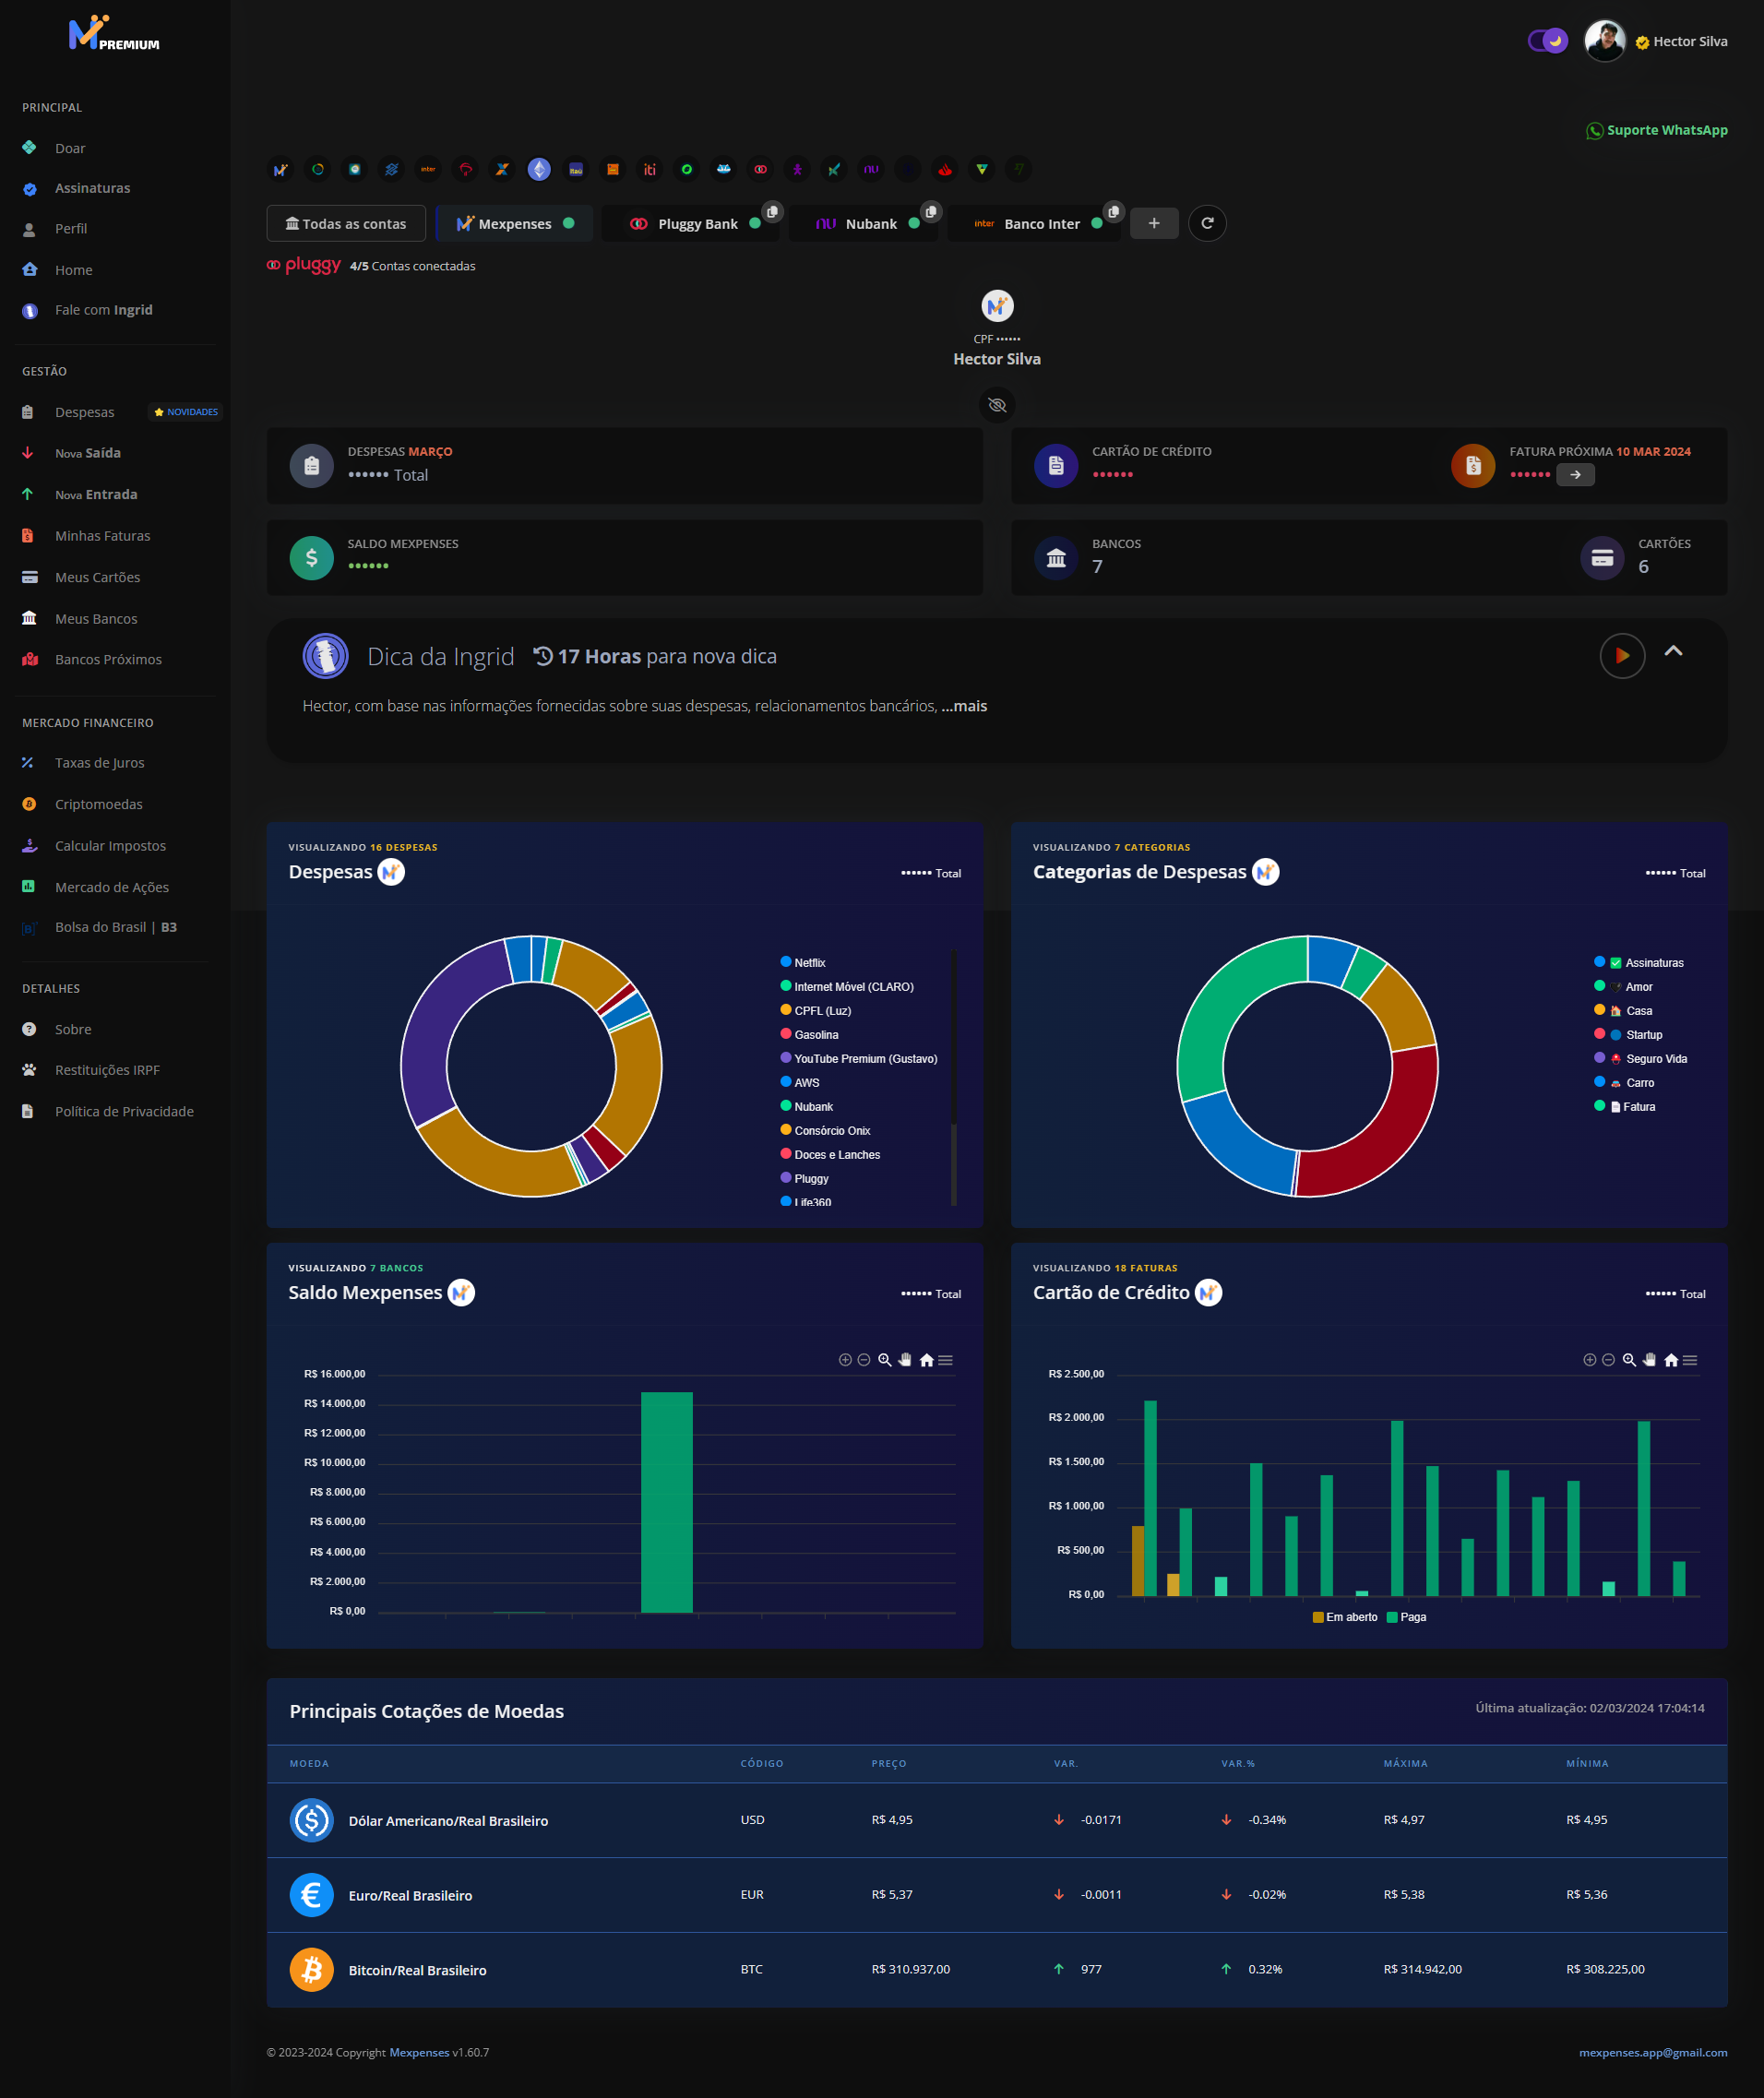 PREMIUM
Hector Silva
PRINCIPAL
Doar
Assinaturas
Perfil
Home
Fale com Ingrid
GESTÃO
Despesas
NOVIDADES
Nova Saída
Nova Entrada
Minhas Faturas
Meus Cartões
Meus Bancos
Bancos Próximos
MERCADO FINANCEIRO
Taxas de Juros
Criptomoedas
Calcular Impostos
Mercado de Ações
Bolsa do Brasil | B3
DETALHES
Sobre
Restituições IRPF
Política de Privacidade
Suporte WhatsApp
inter
itaú
iti
nu
Todas as contas
Mexpenses
Pluggy Bank
nu Nubank
inter Banco Inter
pluggy 4/5 Contas conectadas
CPF ••••••
Hector Silva
DESPESAS MARÇO
•••••• Total
CARTÃO DE CRÉDITO
••••••
FATURA PRÓXIMA 10 MAR 2024
••••••
SALDO MEXPENSES
••••••
BANCOS
7
CARTÕES
6
Dica da Ingrid 17 Horas para nova dica
Hector, com base nas informações fornecidas sobre suas despesas, relacionamentos bancários, ...mais
VISUALIZANDO 16 DESPESAS
Despesas
•••••• Total
Netflix
Internet Móvel (CLARO)
CPFL (Luz)
Gasolina
YouTube Premium (Gustavo)
AWS
Nubank
Consórcio Onix
Doces e Lanches
Pluggy
Life360
VISUALIZANDO 7 CATEGORIAS
Categorias de Despesas
•••••• Total
Assinaturas
Amor
Casa
Startup
Seguro Vida
Carro
Fatura
VISUALIZANDO 7 BANCOS
Saldo Mexpenses
•••••• Total
R$ 16.000,00
R$ 14.000,00
R$ 12.000,00
R$ 10.000,00
R$ 8.000,00
R$ 6.000,00
R$ 4.000,00
R$ 2.000,00
R$ 0,00
VISUALIZANDO 18 FATURAS
Cartão de Crédito
•••••• Total
R$ 2.500,00
R$ 2.000,00
R$ 1.500,00
R$ 1.000,00
R$ 500,00
R$ 0,00
Em aberto Paga
Principais Cotações de Moedas
Última atualização: 02/03/2024 17:04:14
MOEDA CÓDIGO PREÇO VAR. VAR.% MÁXIMA MÍNIMA
Dólar Americano/Real Brasileiro USD R$ 4,95 -0.0171 -0.34% R$ 4,97 R$ 4,95
Euro/Real Brasileiro EUR R$ 5,37 -0.0011 -0.02% R$ 5,38 R$ 5,36
Bitcoin/Real Brasileiro BTC R$ 310.937,00 977 0.32% R$ 314.942,00 R$ 308.225,00
© 2023-2024 Copyright Mexpenses v1.60.7
mexpenses.app@gmail.com